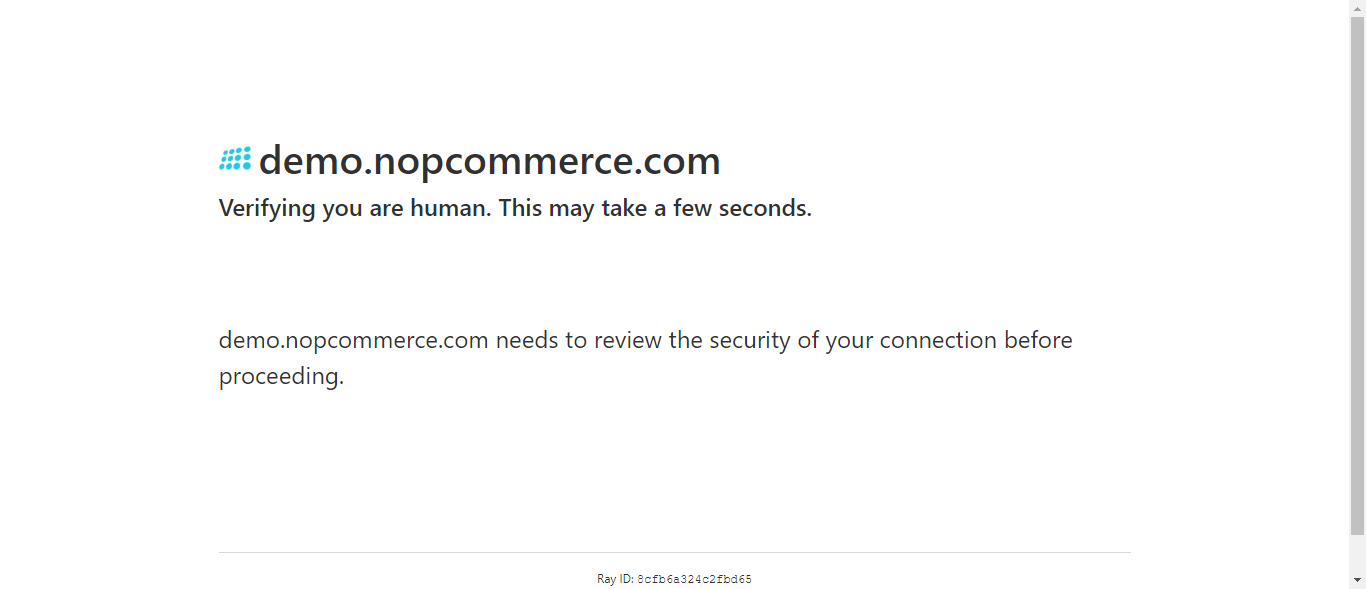 demo.nopcommerce.com
Verifying you are human. This may take a few seconds.
demo.nopcommerce.com needs to review the security of your connection before
proceeding.
Ray ID: 8cfb6a324c2fbd65